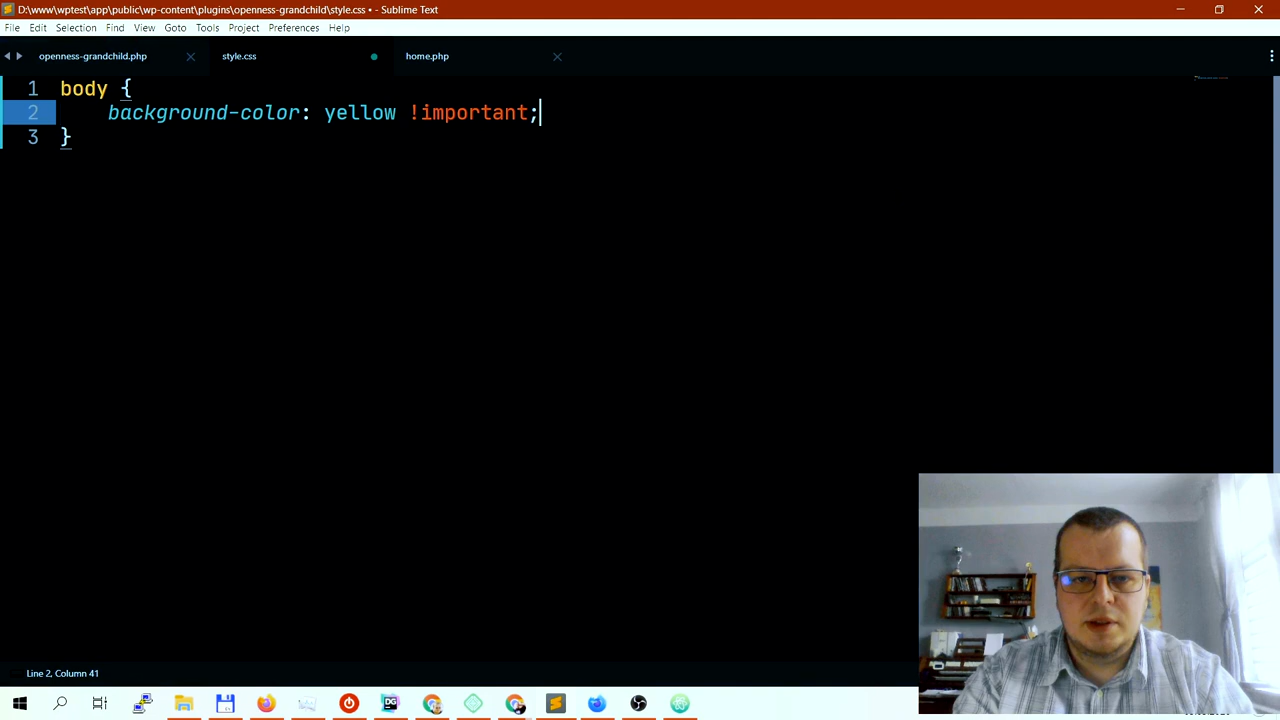 D:\www\wptest\app\public\wp-content\plugins\openness-grandchild\style.css • - Sublime Text
File Edit Selection Find View Goto Tools Project Preferences Help
openness-grandchild.php style.css home.php
1 body {
2 background-color: yellow !important;
3 }
Line 2, Column 41
DG